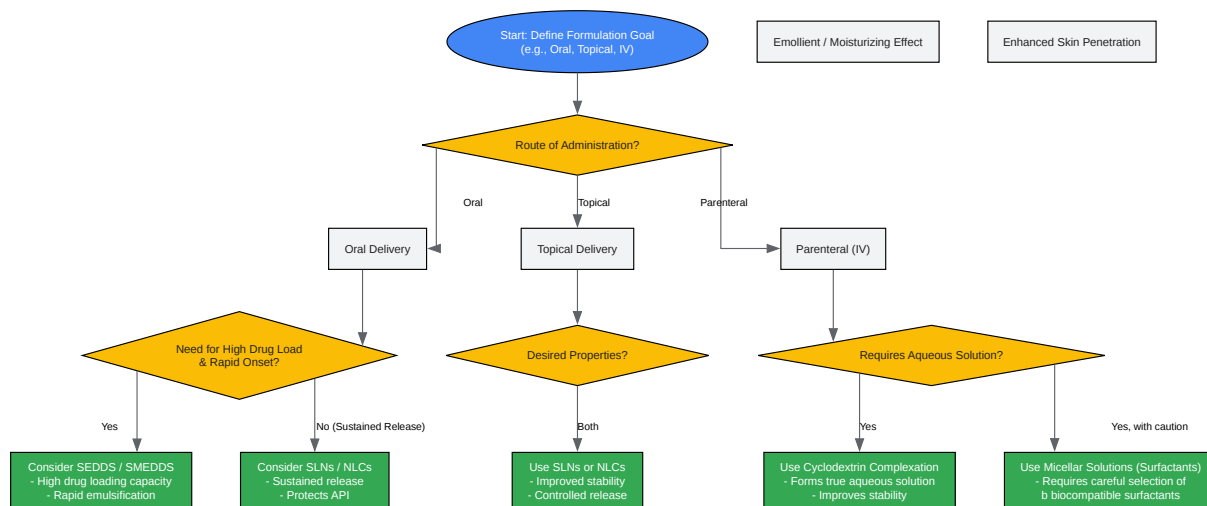 Start: Define Formulation Goal
(e.g., Oral, Topical, IV)
Emollient / Moisturizing Effect
Enhanced Skin Penetration
Route of Administration?
Oral
Topical
Parenteral
Oral Delivery
Topical Delivery
Parenteral (IV)
Need for High Drug Load
& Rapid Onset?
Desired Properties?
Requires Aqueous Solution?
Yes
No (Sustained Release)
Both
Yes
Yes, with caution
Consider SEDDS / SMEDDS
- High drug loading capacity
- Rapid emulsification
Consider SLNs / NLCs
- Sustained release
- Protects API
Use SLNs or NLCs
- Improved stability
- Controlled release
Use Cyclodextrin Complexation
- Forms true aqueous solution
- Improves stability
Use Micellar Solutions (Surfactants)
- Requires careful selection of
b biocompatible surfactants